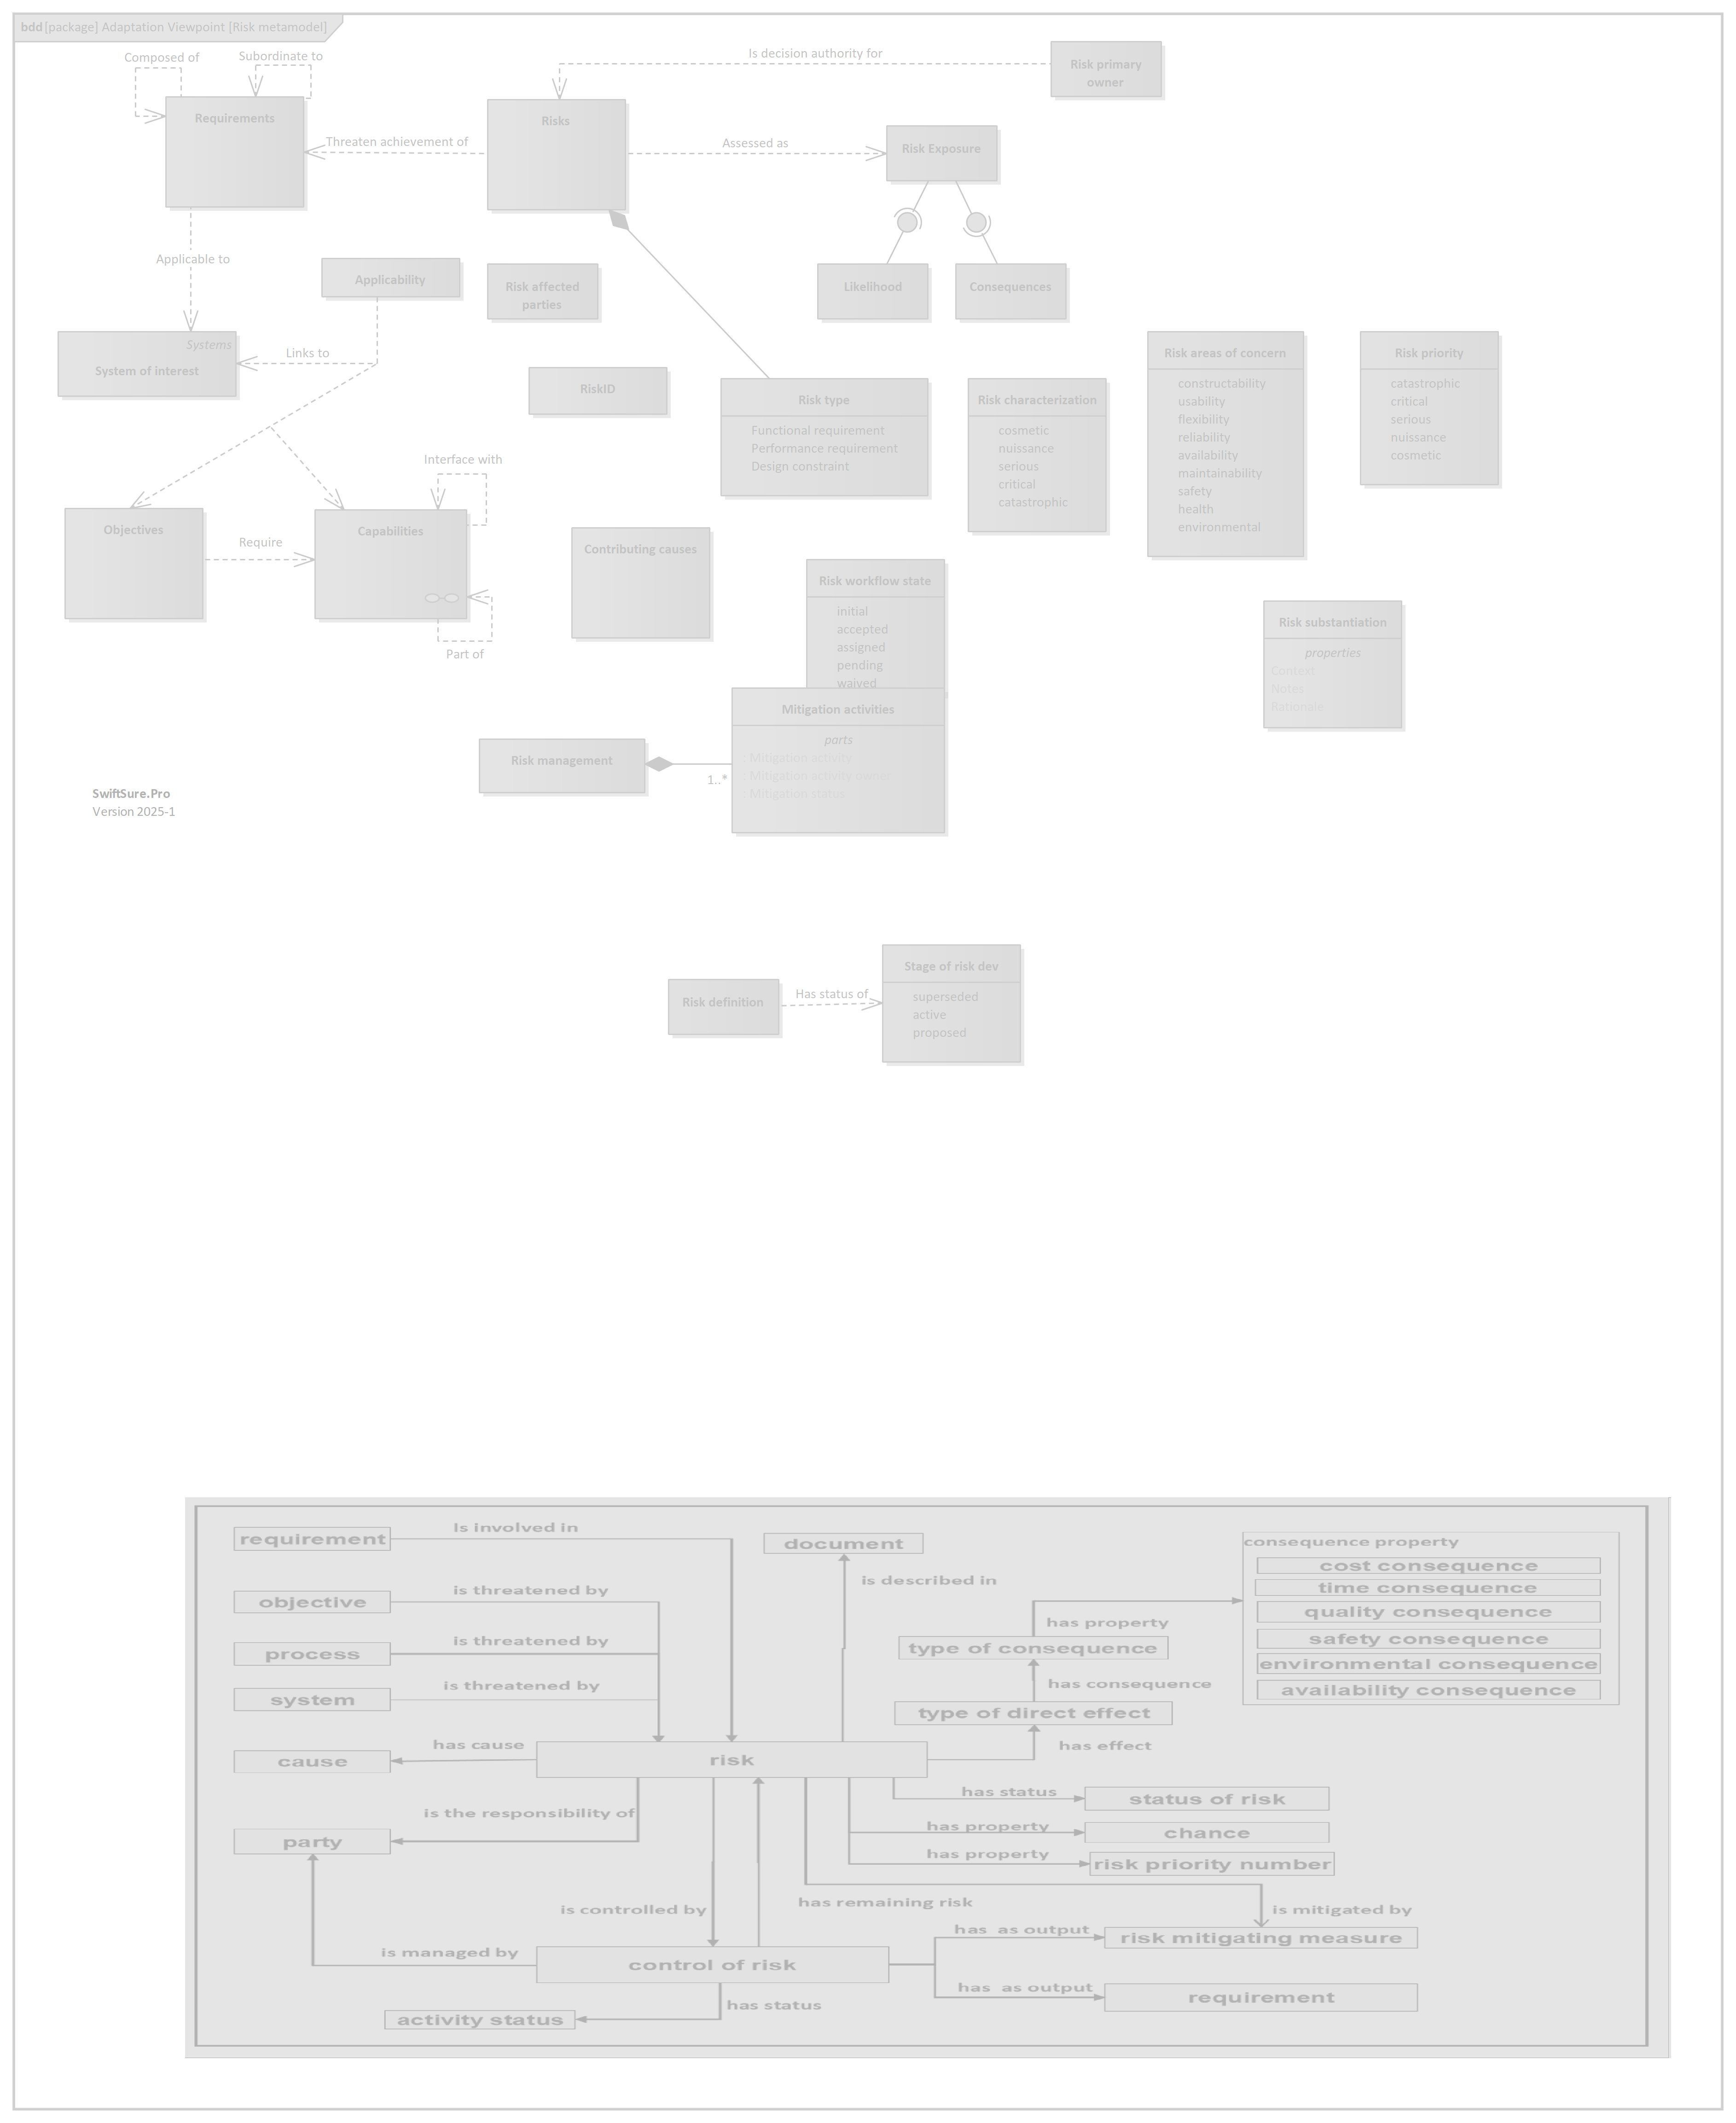 bdd [package] Adaptation Viewpoint [Risk metamodel]
Composed of
Subordinate to
Is decision authority for
Risk primary
owner
Requirements
Risks
Threaten achievement of
Assessed as
Risk Exposure
Applicable to
Applicability
Risk affected
parties
Likelihood
Consequences
Systems
System of interest
Links to
RiskID
Risk type
Functional requirement
Performance requirement
Design constraint
Risk characterization
cosmetic
nuissance
serious
critical
catastrophic
Risk areas of concern
constructability
usability
flexibility
reliability
availability
maintainability
safety
health
environmental
Risk priority
catastrophic
critical
serious
nuissance
cosmetic
Interface with
Objectives
Require
Capabilities
Part of
Contributing causes
Risk workflow state
initial
accepted
assigned
pending
waived
Risk substantiation
properties
Context
Notes
Rationale
Mitigation activities
parts
: Mitigation activity
: Mitigation activity owner
: Mitigation status
Risk management
1..*
SwiftSure.Pro
Version 2025-1
Risk definition
Has status of
Stage of risk dev
superseded
active
proposed
requirement
Is involved in
document
consequence property
cost consequence
time consequence
quality consequence
safety consequence
environmental consequence
availability consequence
is described in
objective
is threatened by
has property
process
is threatened by
type of consequence
system
is threatened by
has consequence
type of direct effect
has effect
cause
has cause
risk
has status
status of risk
is the responsibility of
party
has property
chance
has property
risk priority number
is controlled by
has remaining risk
is mitigated by
has as output
risk mitigating measure
is managed by
control of risk
has as output
requirement
has status
activity status